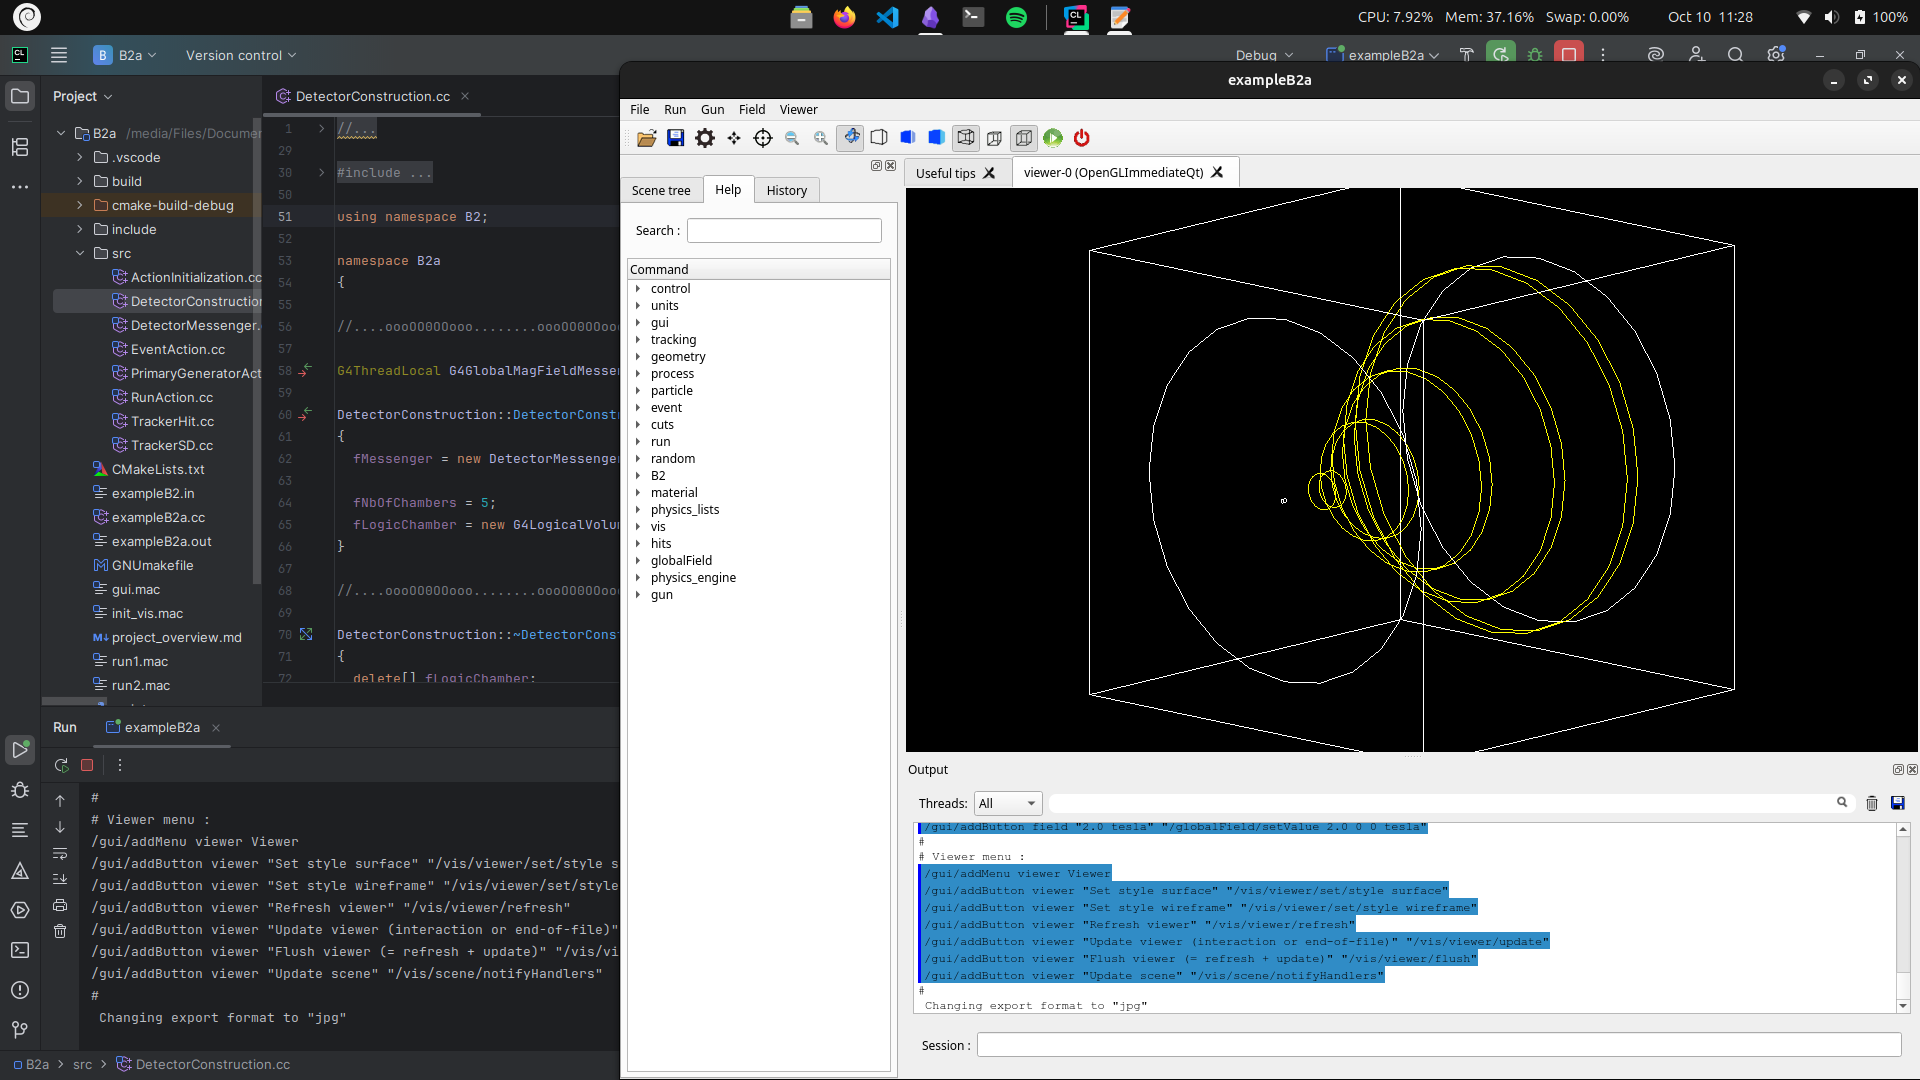 CPU: 7.92%  Mem: 37.16%  Swap: 0.00%
Oct 10  11:28
100%
B2a
Version control
Debug
exampleB2a
Project
B2a  /media/Files/Documen
.vscode
build
cmake-build-debug
include
src
ActionInitialization.cc
DetectorConstruction
DetectorMessenger.
EventAction.cc
PrimaryGeneratorAct
RunAction.cc
TrackerHit.cc
TrackerSD.cc
CMakeLists.txt
exampleB2.in
exampleB2a.cc
exampleB2a.out
GNUmakefile
gui.mac
init_vis.mac
project_overview.md
run1.mac
run2.mac
DetectorConstruction.cc
1 //...
29
30 #include ...
50
51 using namespace B2;
52
53 namespace B2a
54 {
55
56 //....oooOO0OOooo........oooOO0OOooo
57
58 G4ThreadLocal G4GlobalMagFieldMessen
59
60 DetectorConstruction::DetectorConstr
61 {
62 fMessenger = new DetectorMessenger
63
64 fNbOfChambers = 5;
65 fLogicChamber = new G4LogicalVolum
66 }
67
68 //....oooOO0OOooo........oooOO0OOooo
69
70 DetectorConstruction::~DetectorConst
71 {
72 delete[] fLogicChamber;
Run
exampleB2a
#
# Viewer menu :
/gui/addMenu viewer Viewer
/gui/addButton viewer "Set style surface" "/vis/viewer/set/style s
/gui/addButton viewer "Set style wireframe" "/vis/viewer/set/style
/gui/addButton viewer "Refresh viewer" "/vis/viewer/refresh"
/gui/addButton viewer "Update viewer (interaction or end-of-file)"
/gui/addButton viewer "Flush viewer (= refresh + update)" "/vis/vi
/gui/addButton viewer "Update scene" "/vis/scene/notifyHandlers"
#
Changing export format to "jpg"
B2a > src > DetectorConstruction.cc
exampleB2a
File Run Gun Field Viewer
Scene tree
Help
History
Search :
Command
control
units
gui
tracking
geometry
process
particle
event
cuts
run
random
B2
material
physics_lists
vis
hits
globalField
physics_engine
gun
Useful tips
viewer-0 (OpenGLImmediateQt)
Output
Threads: All
/gui/addButton field "2.0 tesla" "/globalField/setValue 2.0 0 0 tesla"
#
# Viewer menu :
/gui/addMenu viewer Viewer
/gui/addButton viewer "Set style surface" "/vis/viewer/set/style surface"
/gui/addButton viewer "Set style wireframe" "/vis/viewer/set/style wireframe"
/gui/addButton viewer "Refresh viewer" "/vis/viewer/refresh"
/gui/addButton viewer "Update viewer (interaction or end-of-file)" "/vis/viewer/update"
/gui/addButton viewer "Flush viewer (= refresh + update)" "/vis/viewer/flush"
/gui/addButton viewer "Update scene" "/vis/scene/notifyHandlers"
#
Changing export format to "jpg"
Session :